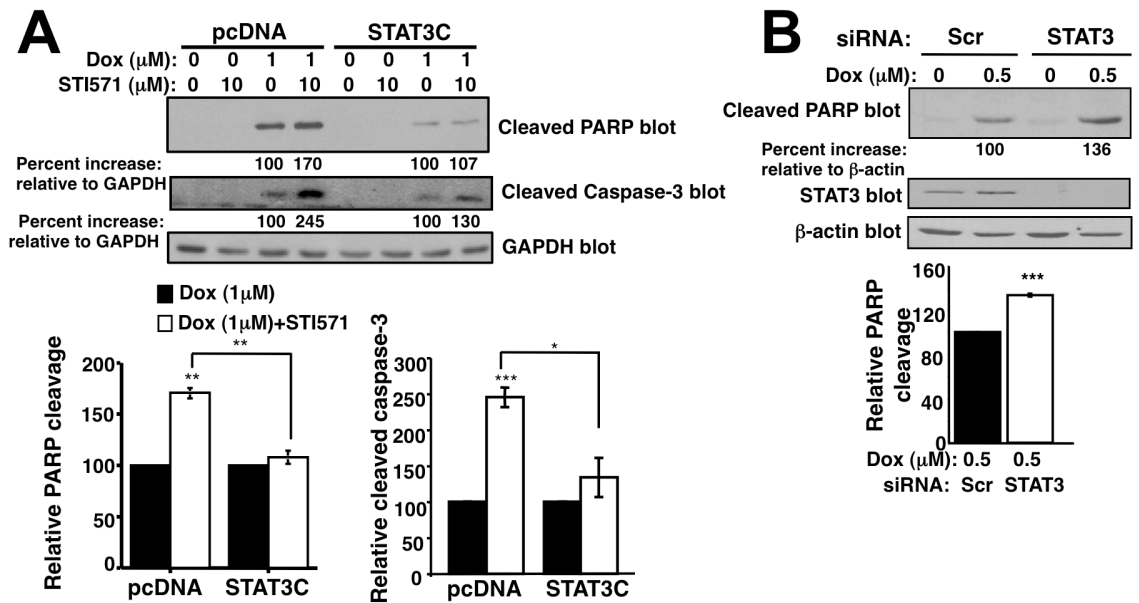 A
pcDNA STAT3C
Dox (μM): 0 0 1 1 0 0 1 1
STI571 (μM): 0 10 0 10 0 10 0 10
Cleaved PARP blot
Percent increase: 100 170 100 107
relative to GAPDH
Cleaved Caspase-3 blot
Percent increase: 100 245 100 130
relative to GAPDH
GAPDH blot
Dox (1μM)
Dox (1μM)+STI571
Relative PARP cleavage
200
150
100
50
0
**
**
pcDNA STAT3C
Relative cleaved caspase-3
300
250
200
150
100
50
0
***
*
pcDNA STAT3C
B
siRNA: Scr STAT3
Dox (μM): 0 0.5 0 0.5
Cleaved PARP blot
Percent increase: 100 136
relative to β-actin
STAT3 blot
β-actin blot
Relative PARP
cleavage
160
120
80
40
0
***
Dox (μM): 0.5 0.5
siRNA: Scr STAT3